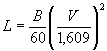 L = B/60 (V/1,609)²